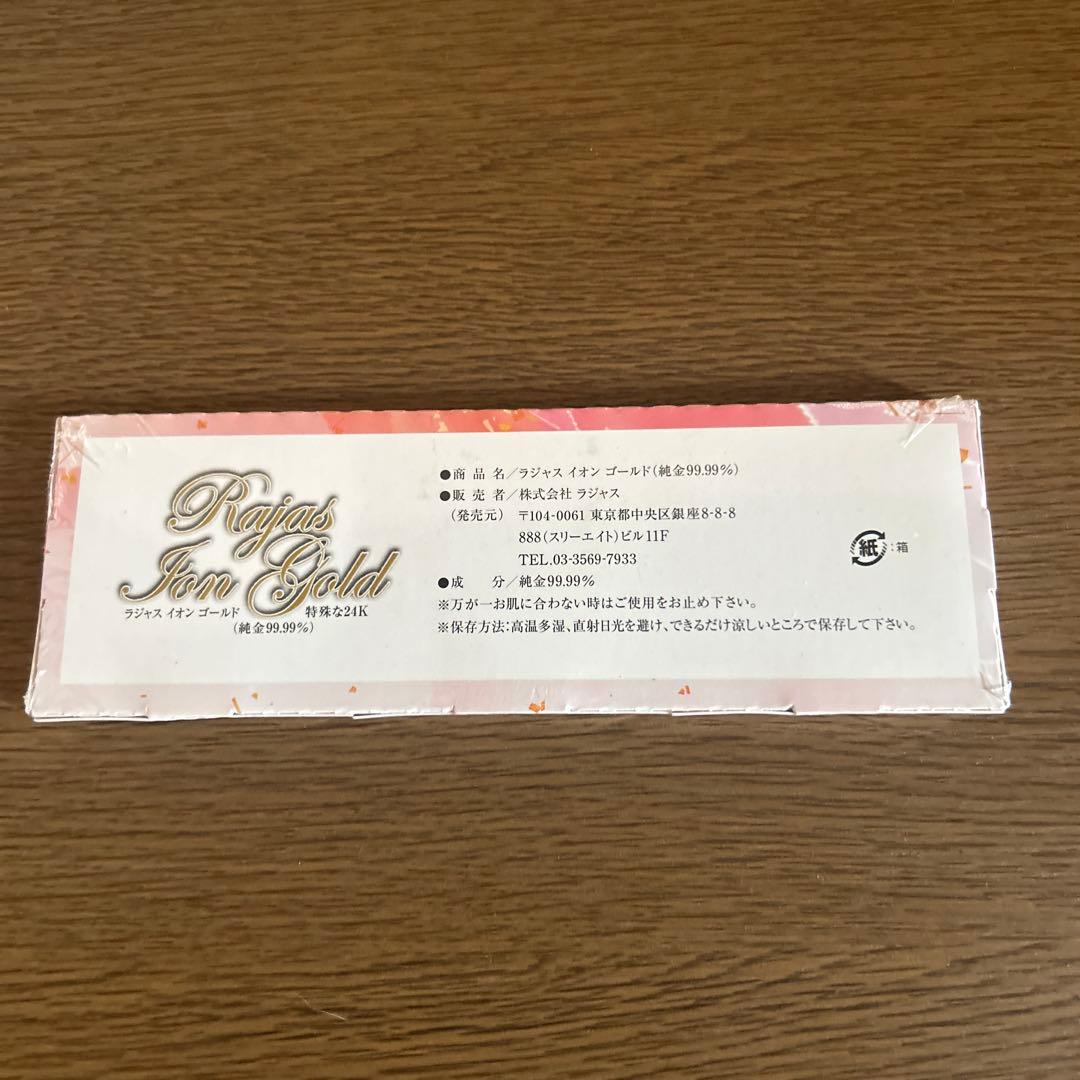 Rajas
Ion Gold
ラジャス イオン ゴールド 特殊な24K
(純金99.99%)
●商品名／ラジャス イオン ゴールド(純金99.99%)
●販売者／株式会社 ラジャス
(発売元) 〒104-0061 東京都中央区銀座8-8-8
888(スリーエイト)ビル11F
TEL.03-3569-7933
●成分／純金99.99%
※万が一お肌に合わない時はご使用をお止め下さい。
※保存方法:高温多湿、直射日光を避け、できるだけ涼しいところで保存して下さい。
紙:箱